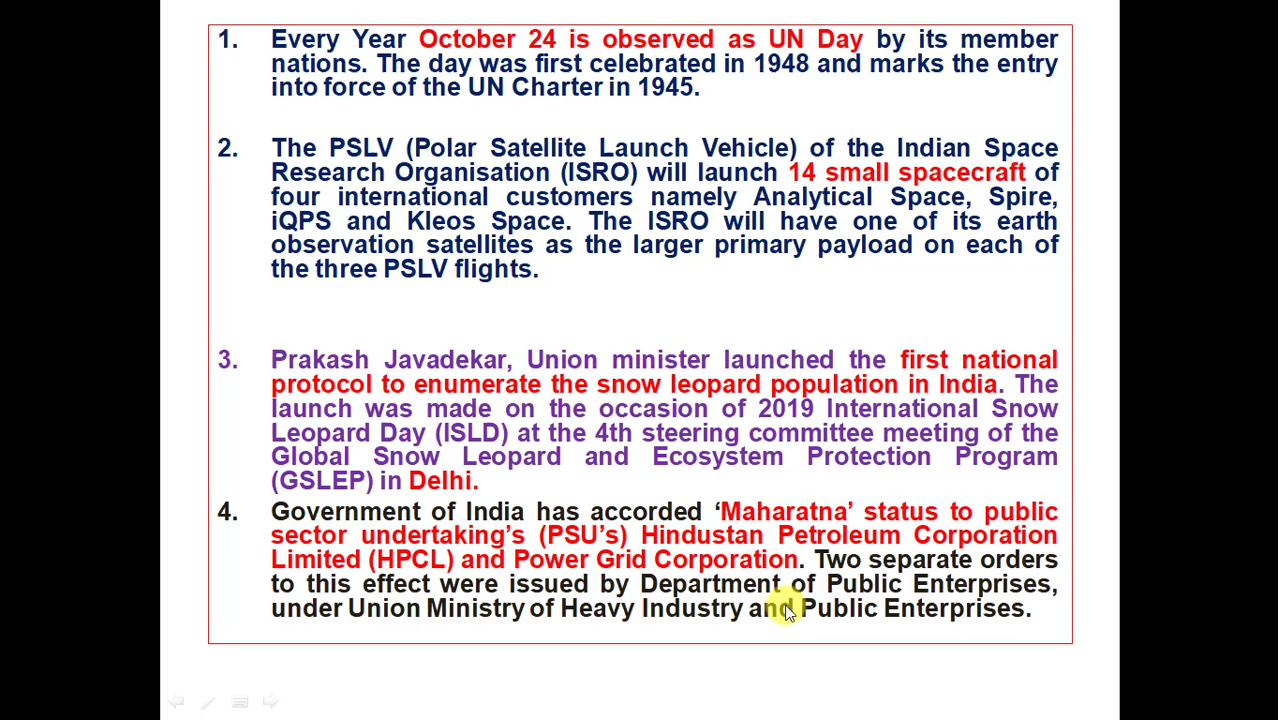 1. Every Year October 24 is observed as UN Day by its member
nations. The day was first celebrated in 1948 and marks the entry
into force of the UN Charter in 1945.
2. The PSLV (Polar Satellite Launch Vehicle) of the Indian Space
Research Organisation (ISRO) will launch 14 small spacecraft of
four international customers namely Analytical Space, Spire,
iQPS and Kleos Space. The ISRO will have one of its earth
observation satellites as the larger primary payload on each of
the three PSLV flights.
3. Prakash Javadekar, Union minister launched the first national
protocol to enumerate the snow leopard population in India. The
launch was made on the occasion of 2019 International Snow
Leopard Day (ISLD) at the 4th steering committee meeting of the
Global Snow Leopard and Ecosystem Protection Program
(GSLEP) in Delhi.
4. Government of India has accorded ‘Maharatna’ status to public
sector undertaking’s (PSU’s) Hindustan Petroleum Corporation
Limited (HPCL) and Power Grid Corporation. Two separate orders
to this effect were issued by Department of Public Enterprises,
under Union Ministry of Heavy Industry and Public Enterprises.